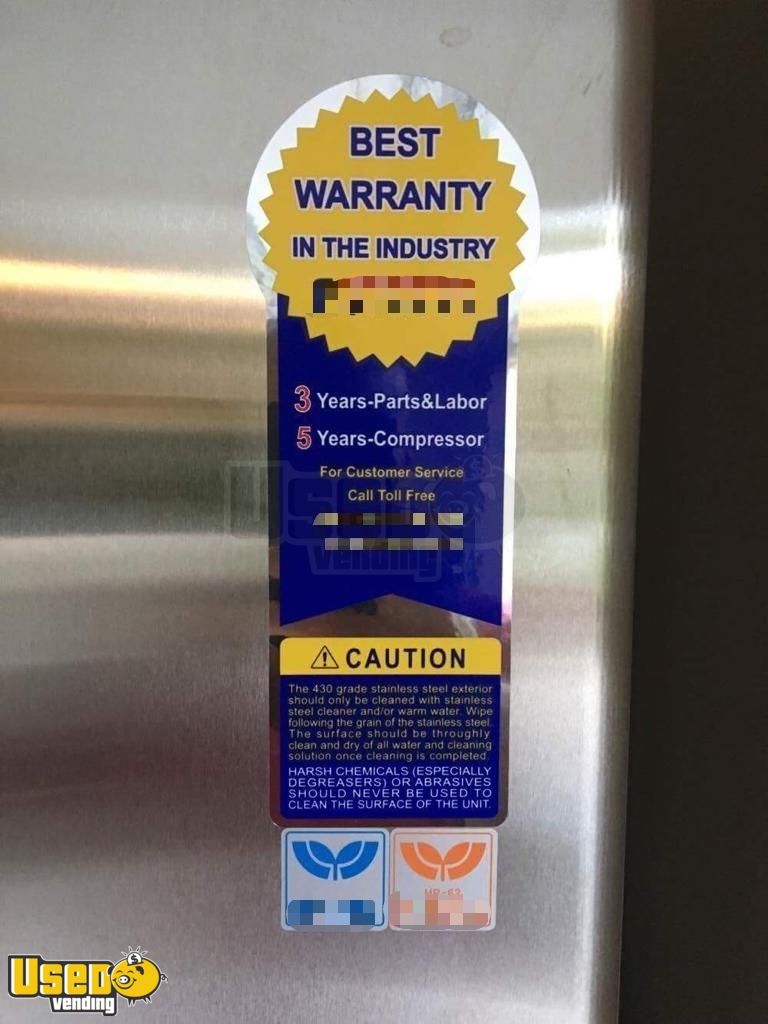 BEST
WARRANTY
IN THE INDUSTRY
3 Years-Parts&Labor
5 Years-Compressor
For Customer Service
Call Toll Free
Used
Vending
CAUTION
The 430 grade stainless steel exterior
should only be cleaned with stainless
steel cleaner and/or warm water. Wipe
following the grain of the stainless steel.
The surface should be throughly
clean and dry of all water and cleaning
solution once cleaning is completed.
HARSH CHEMICALS (ESPECIALLY
DEGREASERS) OR ABRASIVES
SHOULD NEVER BE USED TO
CLEAN THE SURFACE OF THE UNIT.
Used
Vending